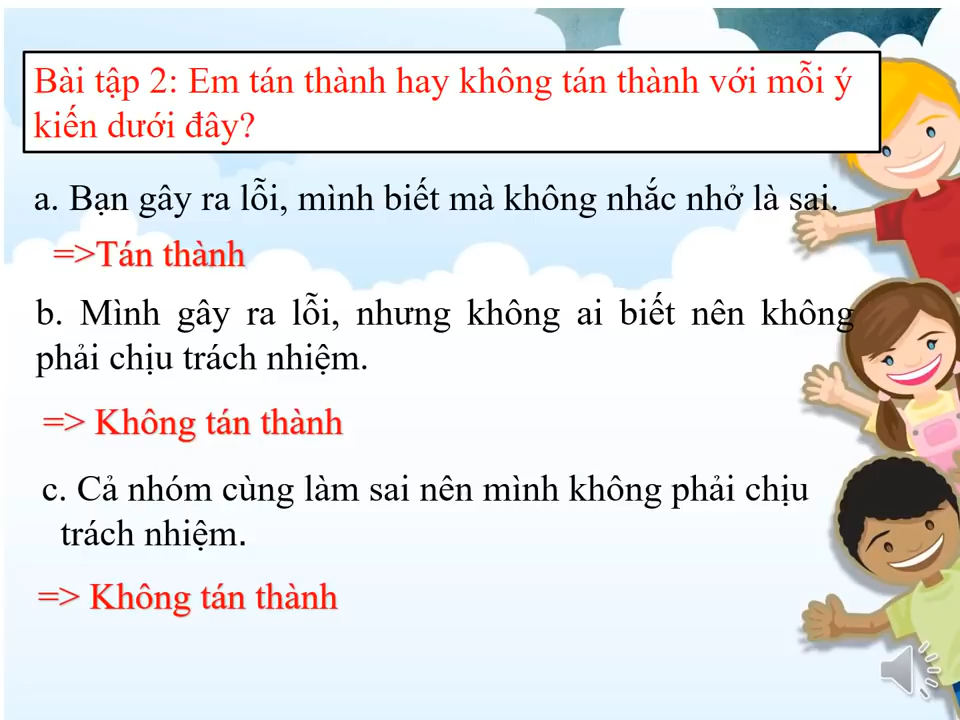 Bài tập 2: Em tán thành hay không tán thành với mỗi ý
kiến dưới đây?
a. Bạn gây ra lỗi, mình biết mà không nhắc nhở là sai.
=>Tán thành
b. Mình gây ra lỗi, nhưng không ai biết nên không
phải chịu trách nhiệm.
=> Không tán thành
c. Cả nhóm cùng làm sai nên mình không phải chịu
trách nhiệm.
=> Không tán thành